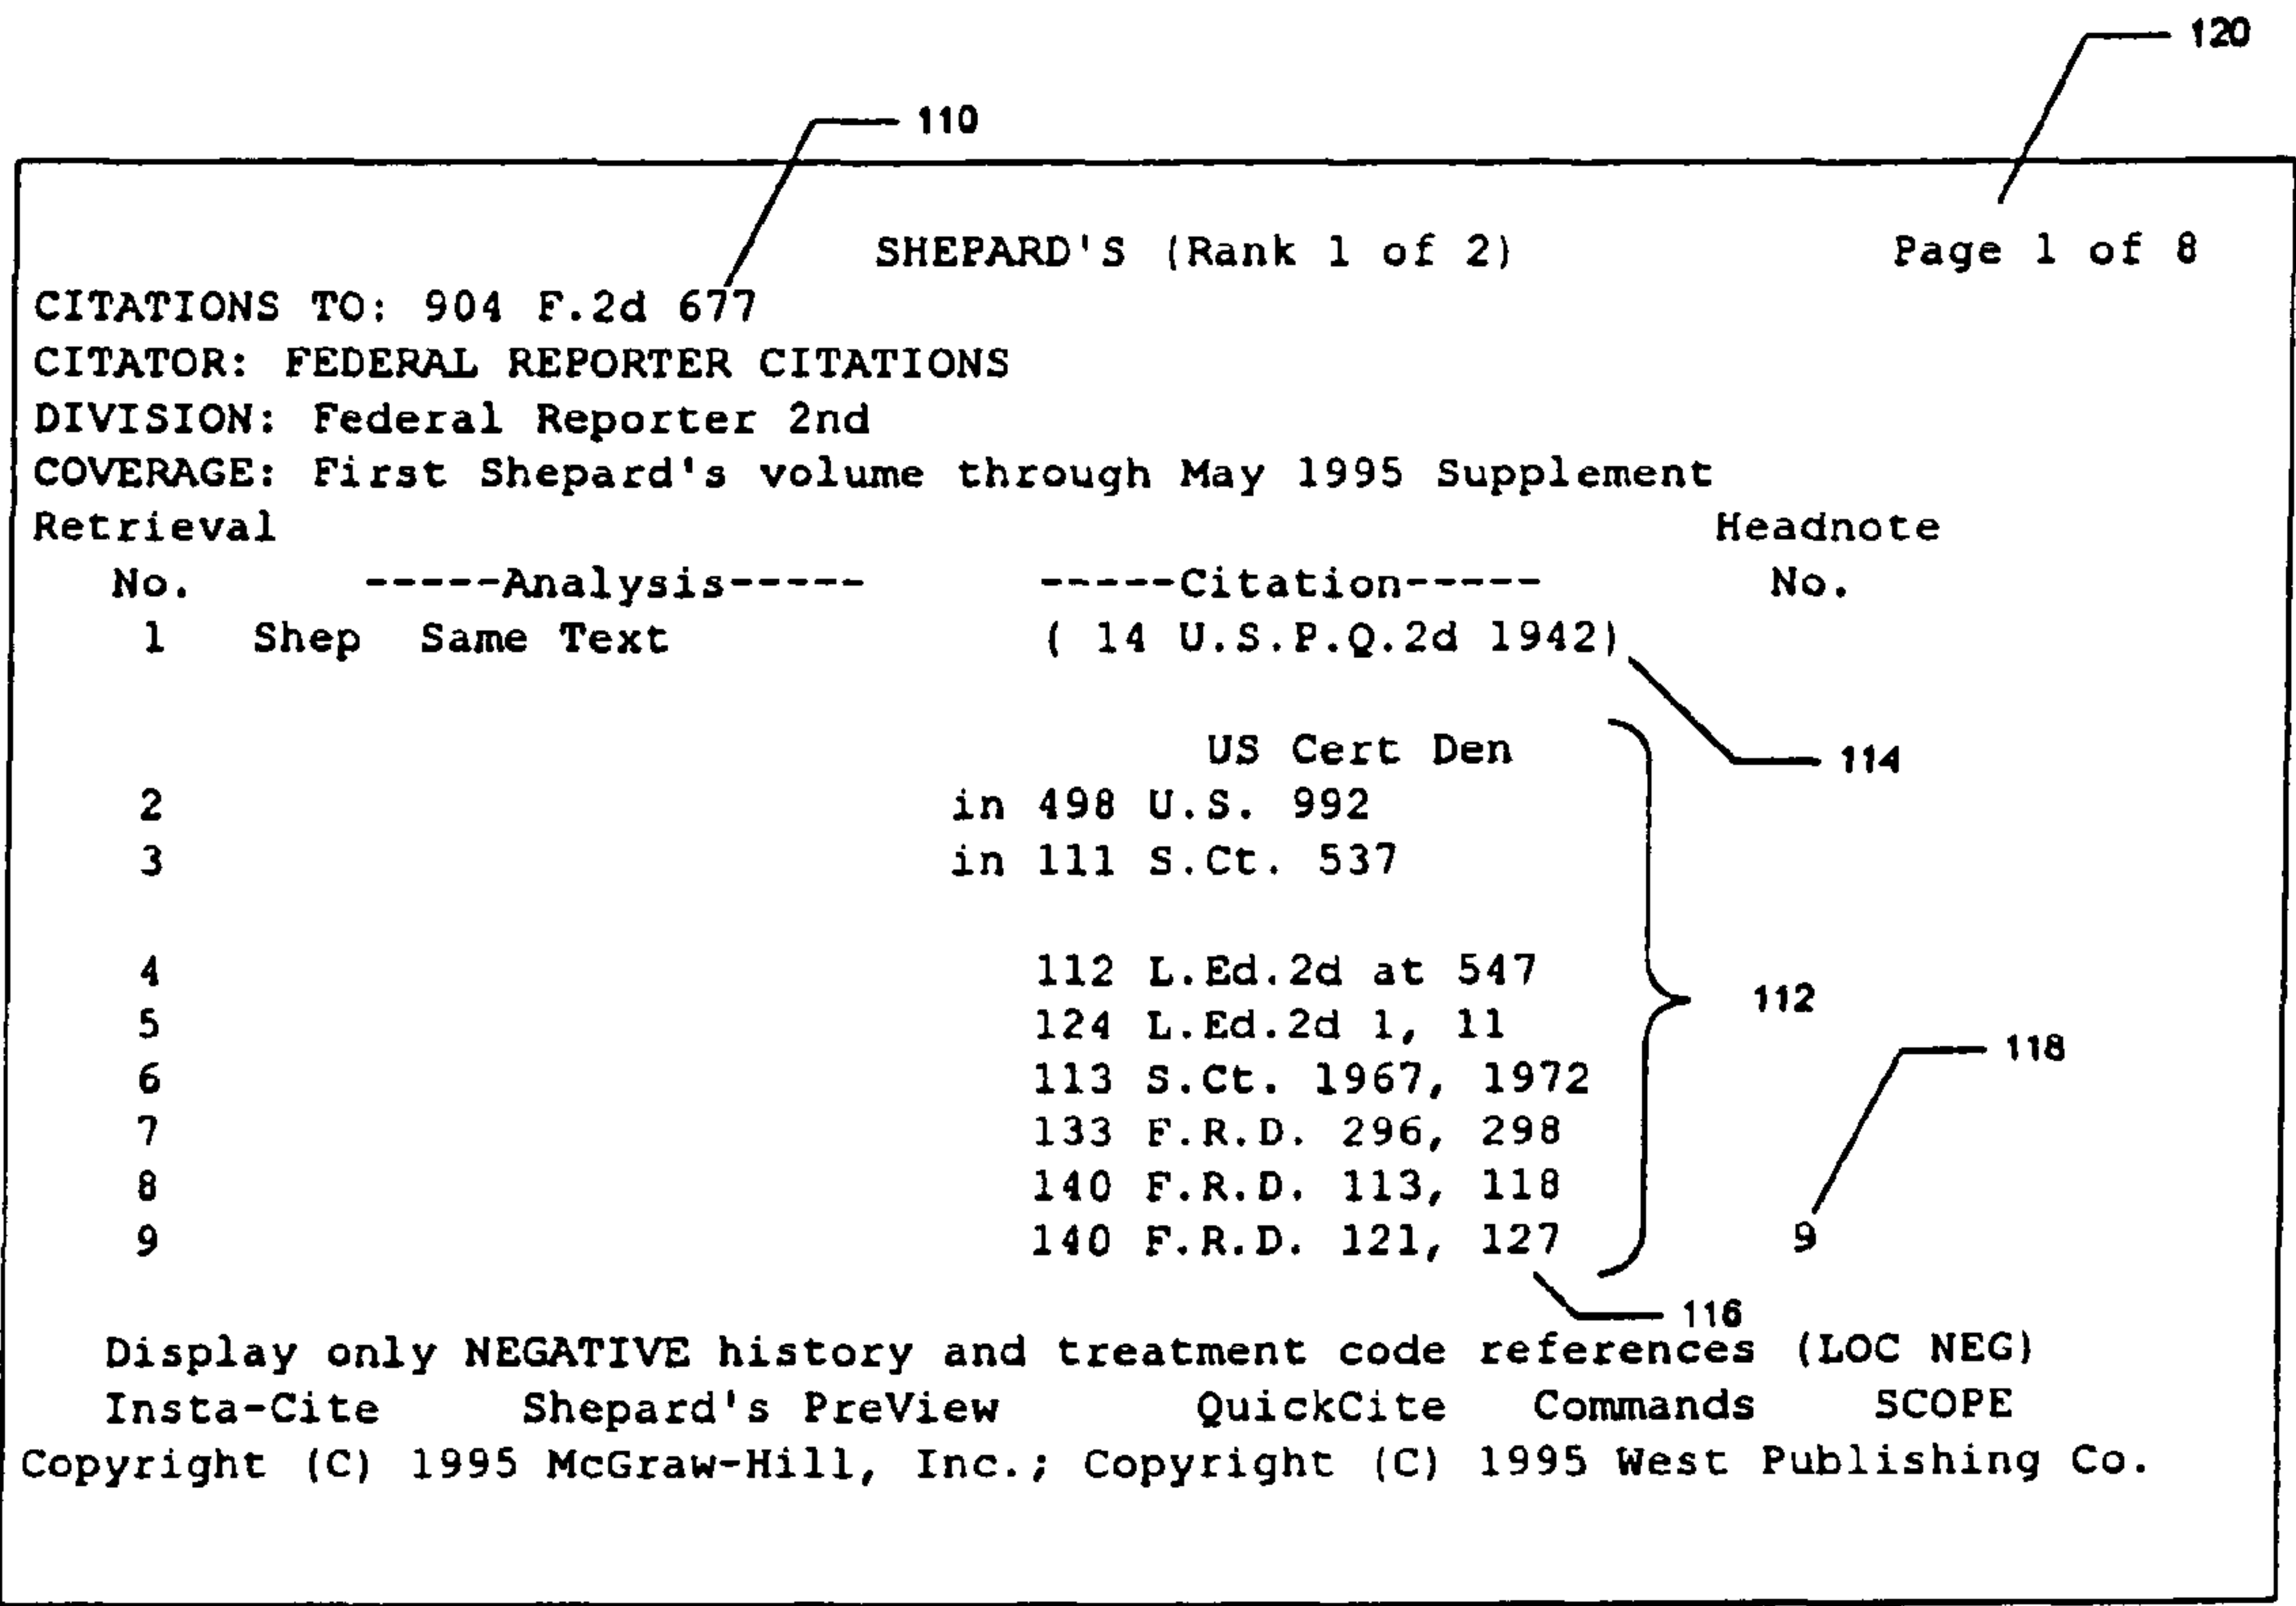 120
110
SHEPARD'S (Rank 1 of 2) Page 1 of 8
CITATIONS TO: 904 F.2d 677
CITATOR: FEDERAL REPORTER CITATIONS
DIVISION: Federal Reporter 2nd
COVERAGE: First Shepard's volume through May 1995 Supplement
Retrieval Headnote
No. -----Analysis----- -----Citation----- No.
1 Shep Same Text ( 14 U.S.P.Q.2d 1942)
US Cert Den 114
2 in 498 U.S. 992
3 in 111 S.Ct. 537
4 112 L.Ed.2d at 547
112
5 124 L.Ed.2d 1, 11
118
6 113 S.Ct. 1967, 1972
7 133 F.R.D. 296, 298
8 140 F.R.D. 113, 118
9 140 F.R.D. 121, 127 9
116
Display only NEGATIVE history and treatment code references (LOC NEG)
Insta-Cite Shepard's PreView QuickCite Commands SCOPE
Copyright (C) 1995 McGraw-Hill, Inc.; Copyright (C) 1995 West Publishing Co.